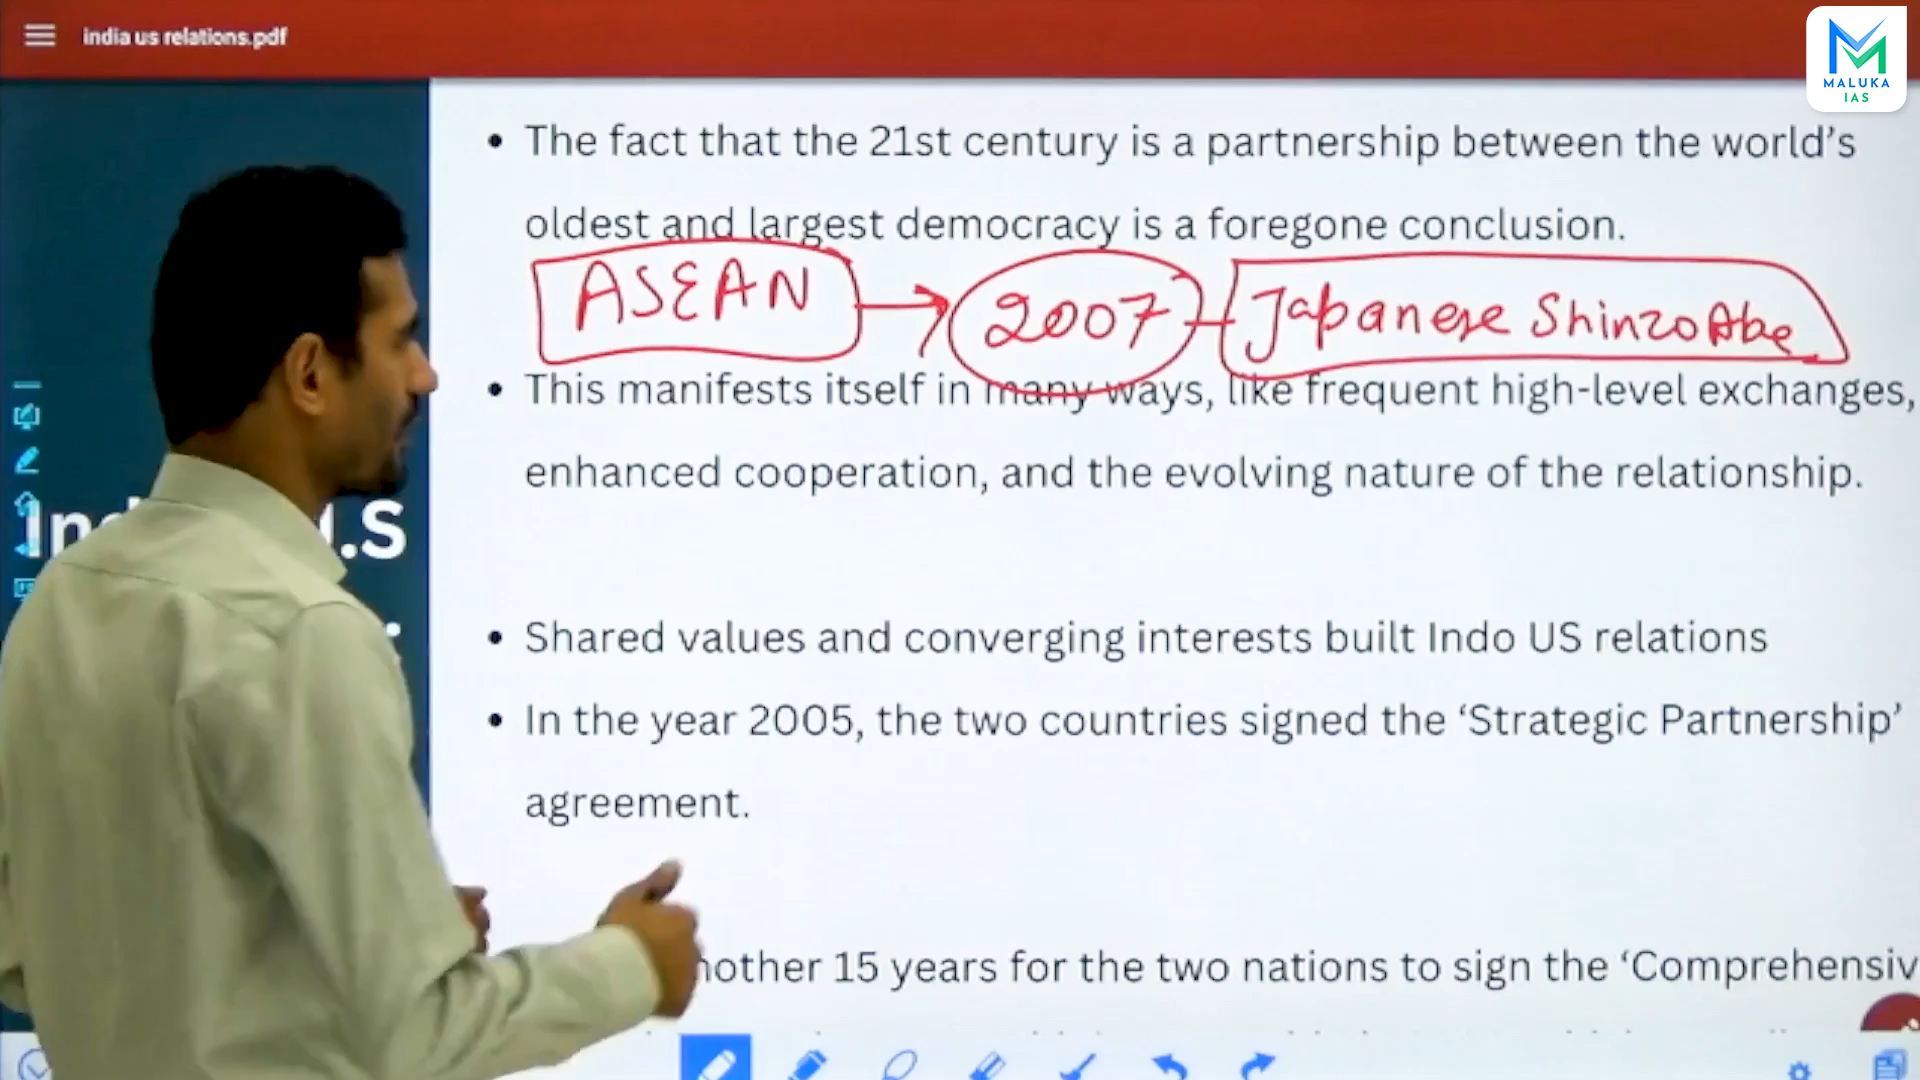 india us relations.pdf
MALUKA
IAS
• The fact that the 21st century is a partnership between the world's
oldest and largest democracy is a foregone conclusion.
ASEAN → 2007 - Japanese Shinzo Abe
• This manifests itself in many ways, like frequent high-level exchanges,
enhanced cooperation, and the evolving nature of the relationship.
• Shared values and converging interests built Indo US relations
• In the year 2005, the two countries signed the 'Strategic Partnership'
agreement.
15 years for the two nations to sign the 'Comprehensiv